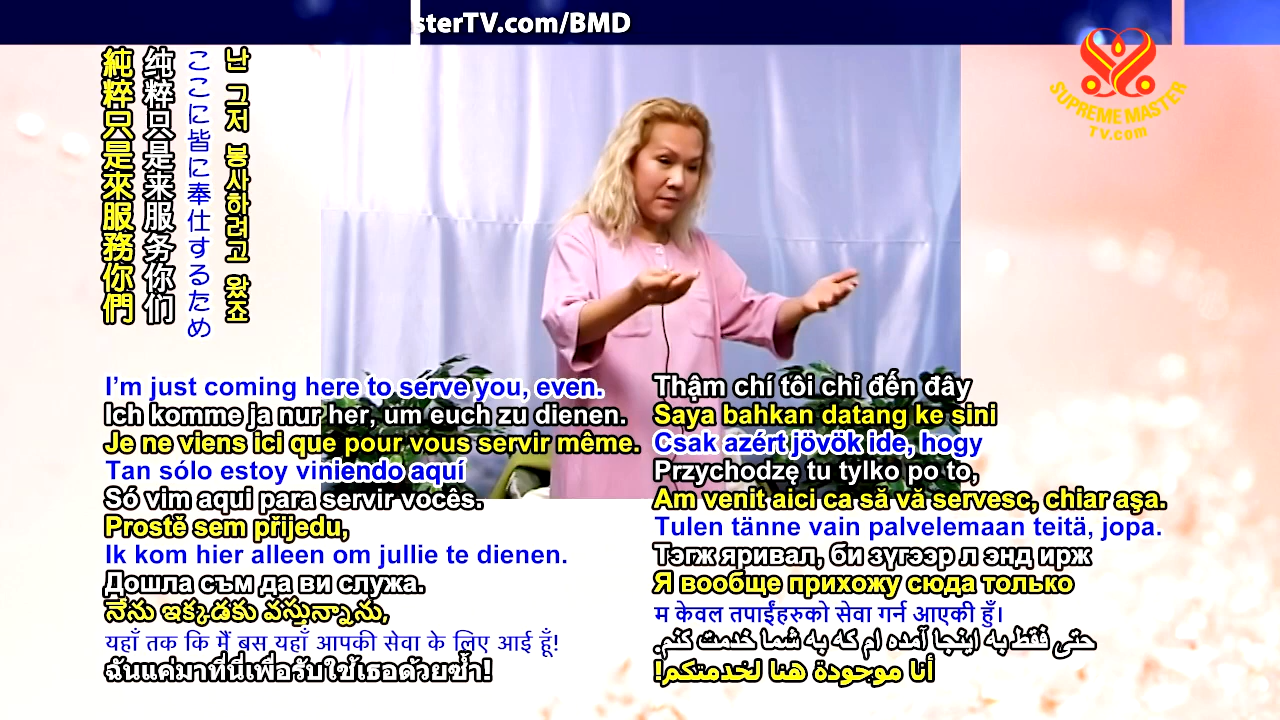 sterTV.com/BMD
SUPREME MASTER
TV.com
純粹只是來服務你們
纯粹只是来服务你们
ここに皆に奉仕するため
난 그저 봉사하려고 왔죠
I'm just coming here to serve you, even.
Ich komme ja nur her, um euch zu dienen.
Je ne viens ici que pour vous servir même.
Tan sólo estoy viniendo aquí
Só vim aqui para servir vocês.
Prostě sem přijedu,
Ik kom hier alleen om jullie te dienen.
Дошла съм да ви служа.
నేను ఇక్కడకు వస్తున్నాను,
यहाँ तक कि मैं बस यहाँ आपकी सेवा के लिए आई हूँ!
ฉันแค่มาที่นี่เพื่อรับใช้เธอด้วยซ้ำ!
Thậm chí tôi chỉ đến đây
Saya bahkan datang ke sini
Csak azért jövök ide, hogy
Przychodzę tu tylko po to,
Am venit aici ca să vă servesc, chiar aşa.
Tulen tänne vain palvelemaan teitä, jopa.
Тэгж яривал, би зүгээр л энд ирж
Я вообще прихожу сюда только
म केवल तपाईंहरुको सेवा गर्न आएकी हुँ।
حتی فقط به اینجا آمده ام که به شما خدمت کنم.
أنا موجودة هنا لخدمتكم!